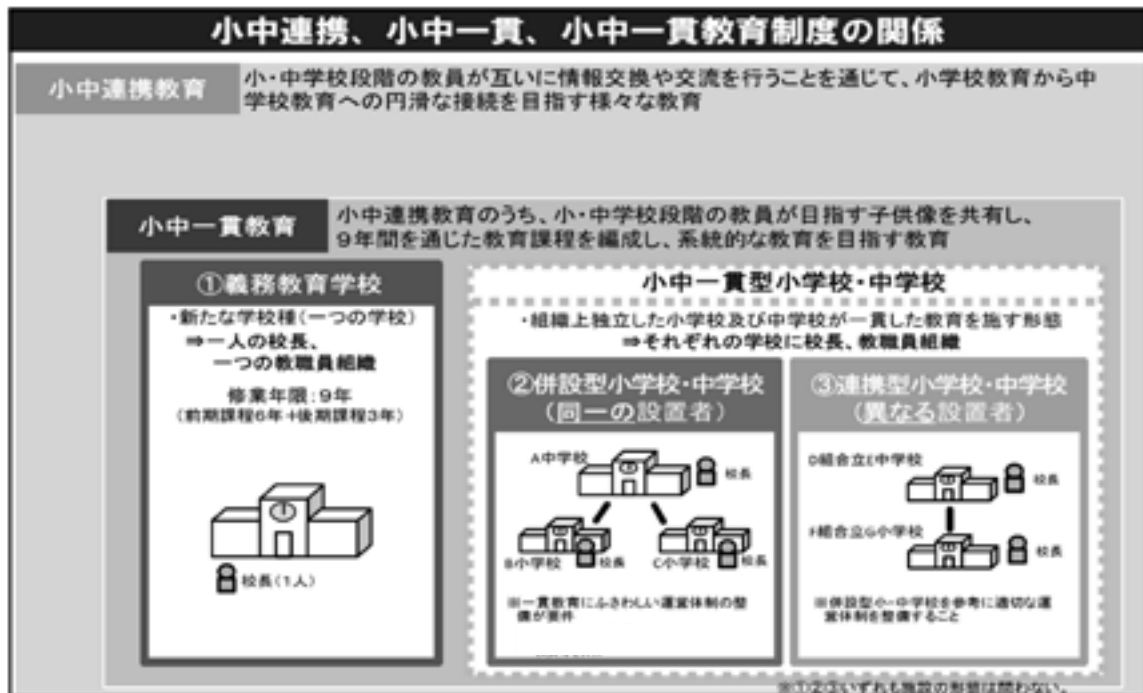 小中連携、小中一貫、小中一貫教育制度の関係
小中連携教育
小・中学校段階の教員が互いに情報交換や交流を行うことを通じて、小学校教育から中
学校教育への円滑な接続を目指す様々な教育
小中一貫教育
小中連携教育のうち、小・中学校段階の教員が目指す子供像を共有し、
9年間を通じた教育課程を編成し、系統的な教育を目指す教育
①義務教育学校
・新たな学校種(一つの学校)
⇒一人の校長、
一つの教職員組織
修業年限:9年
(前期課程6年+後期課程3年)
校長(1人)
小中一貫型小学校・中学校
・組織上独立した小学校及び中学校が一貫した教育を施す形態
⇒それぞれの学校に校長、教職員組織
②併設型小学校・中学校
(同一の設置者)
A中学校
校長
B小学校
校長
C小学校
校長
※一貫教育にふさわしい運営体制の整
備が要件
③連携型小学校・中学校
(異なる設置者)
D組合立E中学校
校長
F組合立G小学校
校長
※併設型小・中学校を参考に適切な運
営体制を整備すること
※①②③いずれも施設の形態は問わない